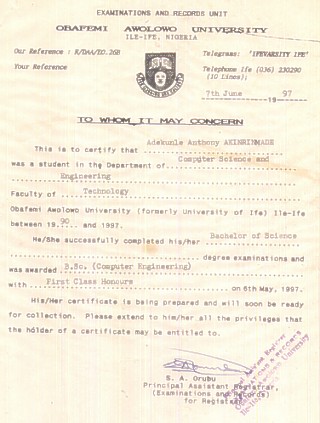 EXAMINATIONS AND RECORDS UNIT
OBAFEMI AWOLOWO UNIVERSITY
ILE-IFE, NIGERIA
Our Reference : R/DAA/EO.268
Telegrams: 'IFEVARSITY IFE'
Your Reference
Telephone Ife (036) 230290
(10 Lines);
7th June 1997
TO WHOM IT MAY CONCERN
This is to certify that Adekunle Anthony AKINRINMADE
was a student in the Department of Computer Science and
Engineering
Faculty of Technology
Obafemi Awolowo University (formerly University of Ife) Ile-Ife
between 1990 and 1997.
He/She successfully completed his/her Bachelor of Science
degree examinations and
was awarded B.Sc. (Computer Engineering)
with First Class Honours on 6th May, 1997.
His/Her certificate is being prepared and will soon be ready
for collection. Please extend to him/her all the privileges that
the holder of a certificate may be entitled to.
S. A. Orubu
Principal Assistant Registrar,
(Examinations and Records)
for Registrar